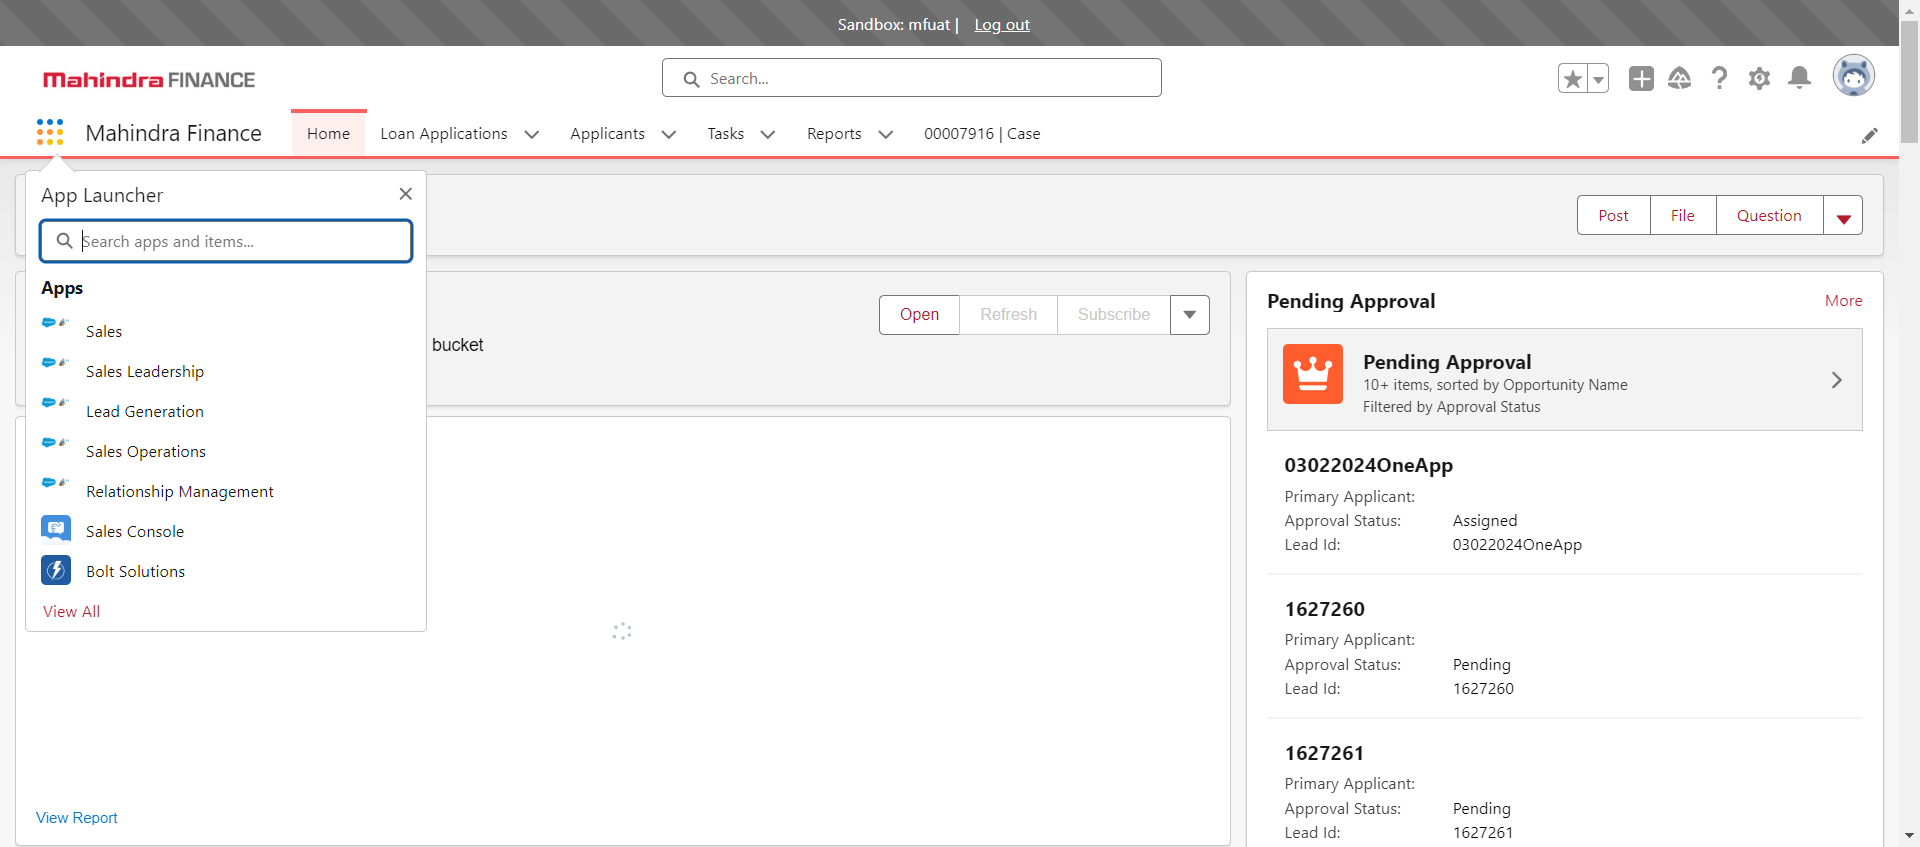 Sandbox: mfuat | Log out
Mahindra FINANCE
Search...
Mahindra Finance
Home
Loan Applications
Applicants
Tasks
Reports
00007916 | Case
App Launcher
Search apps and items...
Apps
Sales
Sales Leadership
Lead Generation
Sales Operations
Relationship Management
Sales Console
Bolt Solutions
View All
Post
File
Question
Open
Refresh
Subscribe
bucket
View Report
Pending Approval
More
Pending Approval
10+ items, sorted by Opportunity Name
Filtered by Approval Status
03022024OneApp
Primary Applicant:
Approval Status: Assigned
Lead Id: 03022024OneApp
1627260
Primary Applicant:
Approval Status: Pending
Lead Id: 1627260
1627261
Primary Applicant:
Approval Status: Pending
Lead Id: 1627261